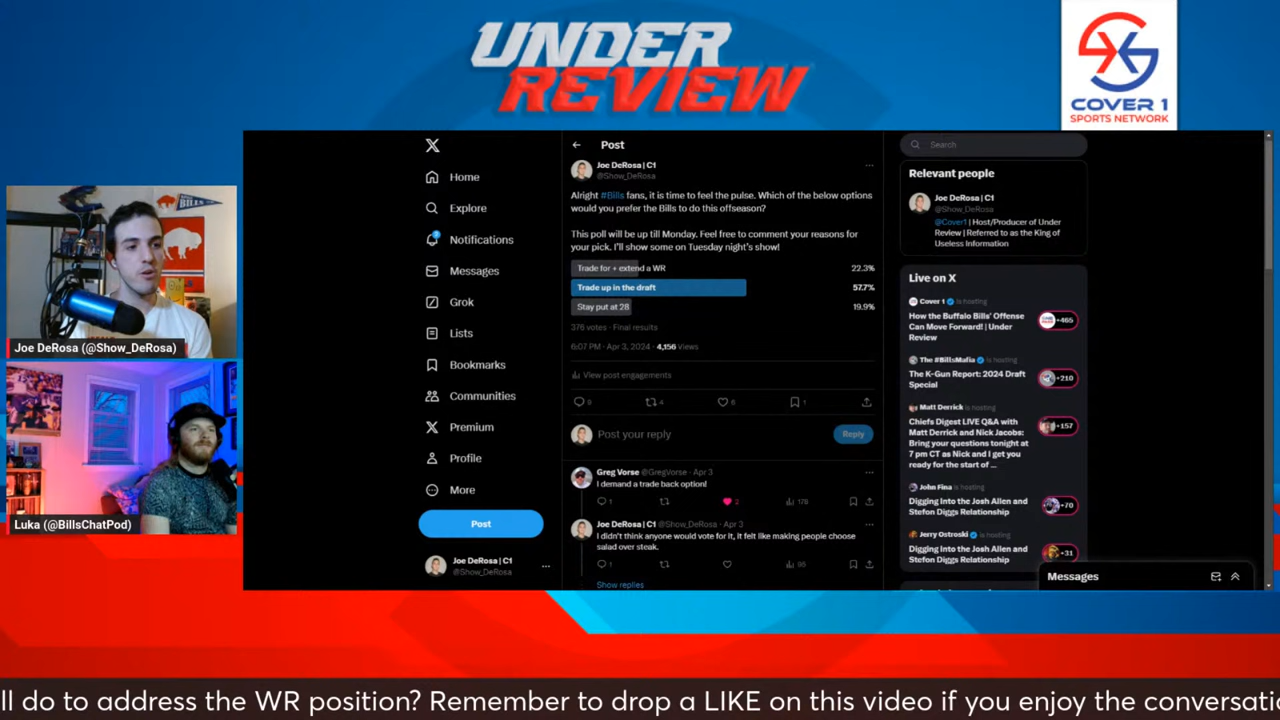 UNDER
REVIEW
COVER 1
SPORTS NETWORK
BILLS
Joe DeRosa (@Show_DeRosa)
Luka (@BillsChatPod)
Home
Explore
Notifications
Messages
Grok
Lists
Bookmarks
Communities
Premium
Profile
More
Post
Joe DeRosa | C1
@Show_DeRosa
Post
Joe DeRosa | C1
@Show_DeRosa
Alright #Bills fans, it is time to feel the pulse. Which of the below options
would you prefer the Bills to do this offseason?
This poll will be up till Monday. Feel free to comment your reasons for
your pick. I'll show some on Tuesday night's show!
Trade for + extend a WR 22.3%
Trade up in the draft 57.7%
Stay put at 28 19.9%
376 votes · Final results
6:07 PM · Apr 3, 2024 · 4,156 Views
View post engagements
9 4 6 1
Post your reply
Reply
Greg Vorse @GregVorse · Apr 3
I demand a trade back option!
1 2 178
Joe DeRosa | C1 @Show_DeRosa · Apr 3
I didn't think anyone would vote for it, it felt like making people choose
salad over steak.
1
Show replies
Search
Relevant people
Joe DeRosa | C1
@Show_DeRosa
@Cover1 | Host/Producer of Under
Review | Referred to as the King of
Useless Information
Live on X
Cover 1 is hosting
How the Buffalo Bills' Offense
Can Move Forward! | Under
Review
+465
The #BillsMafia is hosting
The K-Gun Report: 2024 Draft
Special
+210
Matt Derrick is hosting
Chiefs Digest LIVE Q&A with
Matt Derrick and Nick Jacobs:
Bring your questions tonight at
7 pm CT as Nick and I get you
ready for the start of ...
+157
John Fina is hosting
Digging Into the Josh Allen and
Stefon Diggs Relationship
+70
Jerry Ostroski is hosting
Digging Into the Josh Allen and
Stefon Diggs Relationship
+31
Messages
ll do to address the WR position? Remember to drop a LIKE on this video if you enjoy the conversati